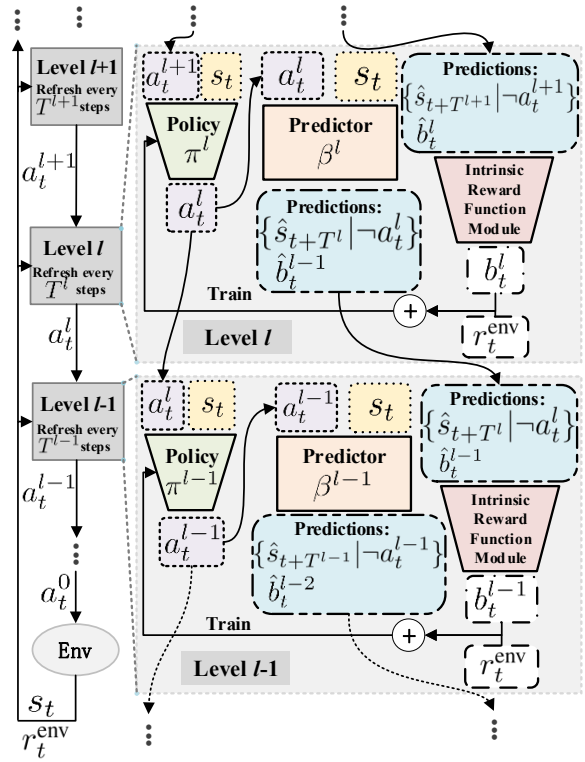 Level l+1
Refresh every
T^{l+1} steps
a_t^{l+1}
Level l
Refresh every
T^l steps
a_t^l
Level l-1
Refresh every
T^{l-1} steps
a_t^{l-1}
a_t^0
Env
s_t
r_t^{env}
a_t^{l+1} s_t
Policy
π^l
a_t^l
a_t^l s_t
Predictor
β^l
Predictions:
{ŝ_{t+T^l}|¬a_t^l}
b̂_t^{l-1}
Predictions:
{ŝ_{t+T^{l+1}}|¬a_t^{l+1}}
b̂_t^l
Intrinsic
Reward
Function
Module
b_t^l
r_t^{env}
Train
+
Level l
a_t^l s_t
Policy
π^{l-1}
a_t^{l-1}
a_t^{l-1} s_t
Predictor
β^{l-1}
Predictions:
{ŝ_{t+T^{l-1}}|¬a_t^{l-1}}
b̂_t^{l-2}
Predictions:
{ŝ_{t+T^l}|¬a_t^l}
b̂_t^{l-1}
Intrinsic
Reward
Function
Module
b_t^{l-1}
r_t^{env}
Train
+
Level l-1